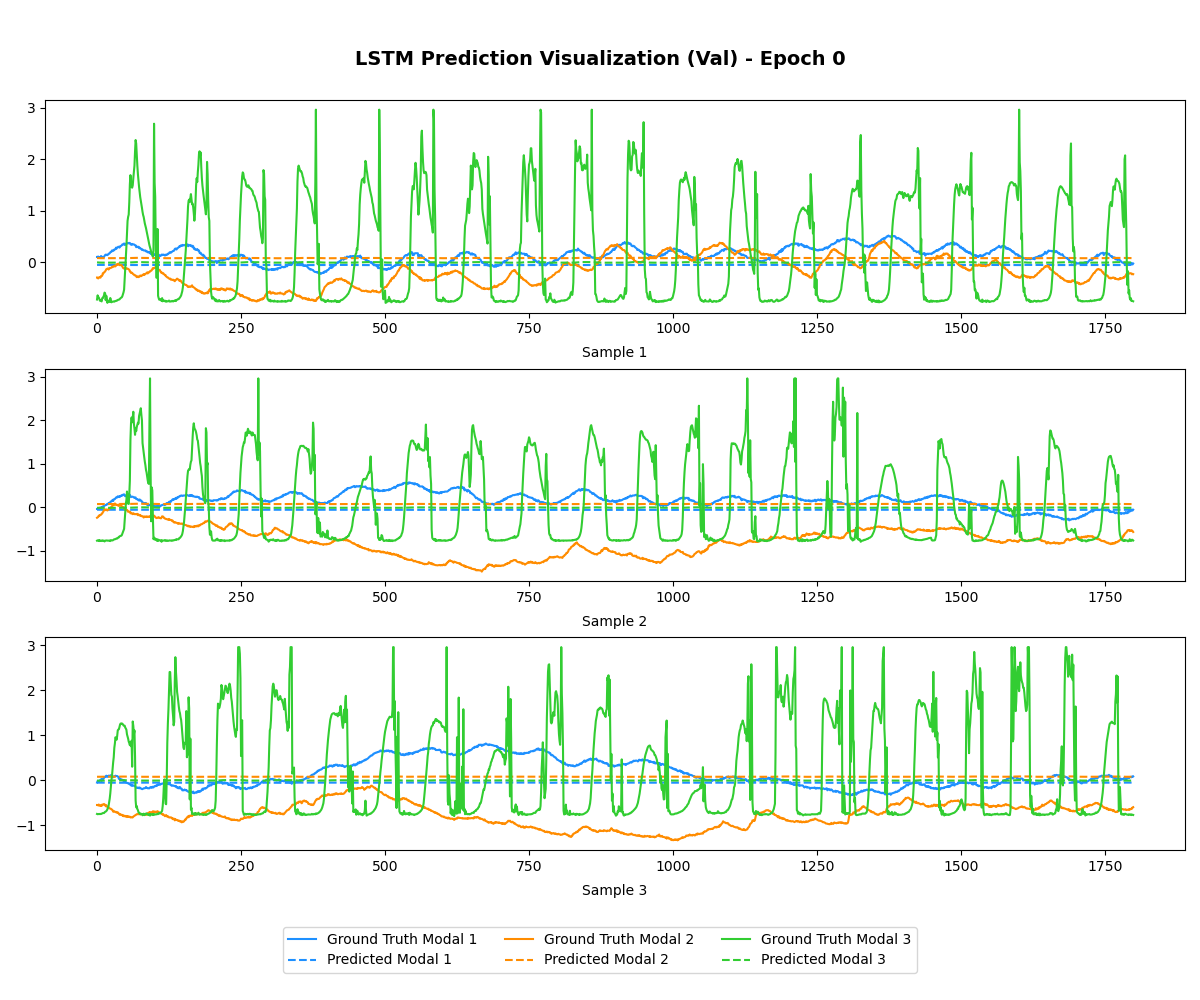 LSTM Prediction Visualization (Val) - Epoch 0
3
2
1
0
0 250 500 750 1000 1250 1500 1750
Sample 1
3
2
1
0
−1
0 250 500 750 1000 1250 1500 1750
Sample 2
3
2
1
0
−1
0 250 500 750 1000 1250 1500 1750
Sample 3
Ground Truth Modal 1 Ground Truth Modal 2 Ground Truth Modal 3
Predicted Modal 1 Predicted Modal 2 Predicted Modal 3